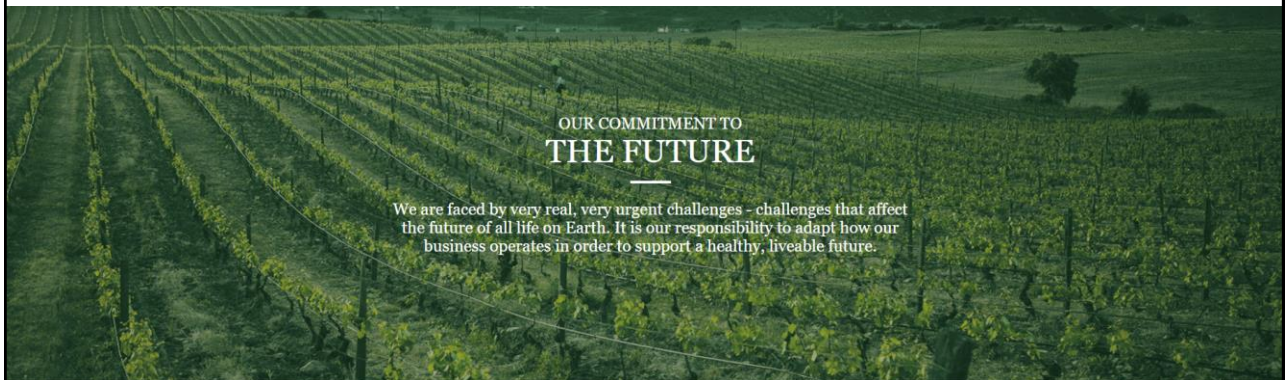 OUR COMMITMENT TO
THE FUTURE
We are faced by very real, very urgent challenges - challenges that affect
the future of all life on Earth. It is our responsibility to adapt how our
business operates in order to support a healthy, liveable future.